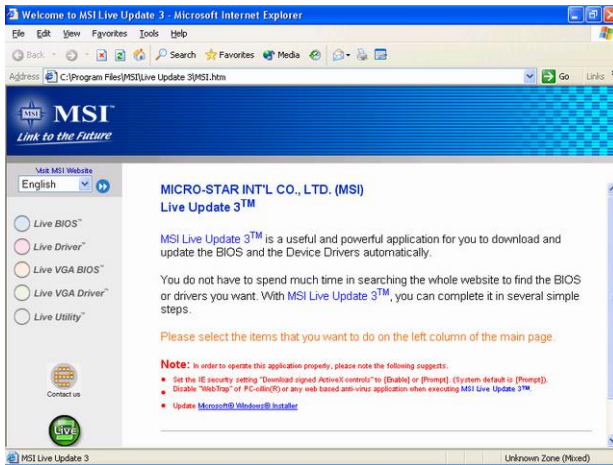 Welcome to MSI Live Update 3 - Microsoft Internet Explorer
File Edit View Favorites Tools Help
Back Search Favorites Media
Address C:\Program Files\MSI\Live Update 3\MSI.htm Go Links
MSI™
Link to the Future
Visit MSI Website
English
Live BIOS™
Live Driver™
Live VGA BIOS™
Live VGA Driver™
Live Utility™
Contact us
LIVE
MICRO-STAR INT'L CO., LTD. (MSI)
Live Update 3™
MSI Live Update 3™ is a useful and powerful application for you to download and
update the BIOS and the Device Drivers automatically.
You do not have to spend much time in searching the whole website to find the BIOS
or drivers you want. With MSI Live Update 3™, you can complete it in several simple
steps.
Please select the items that you want to do on the left column of the main page.
Note: In order to operate this application properly, please note the following suggests.
Set the IE security setting "Download signed ActiveX controls" to [Enable] or [Prompt]. (System default is [Prompt]).
Disable "WebTrap" of PC-cillin(R) or any web based anti-virus application when executing MSI Live Update 3™.
Update Microsoft® Windows® Installer
MSI Live Update 3 Unknown Zone (Mixed)